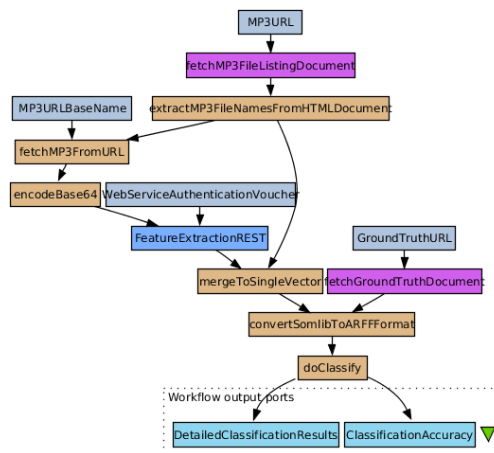 MP3URL
fetchMP3FileListingDocument
MP3URLBaseName
extractMP3FileNamesFromHTMLDocument
fetchMP3FromURL
encodeBase64
WebServiceAuthenticationVoucher
FeatureExtractionREST
GroundTruthURL
mergeToSingleVector
fetchGroundTruthDocument
convertSomlibToARFFFormat
doClassify
Workflow output ports
DetailedClassificationResults
ClassificationAccuracy